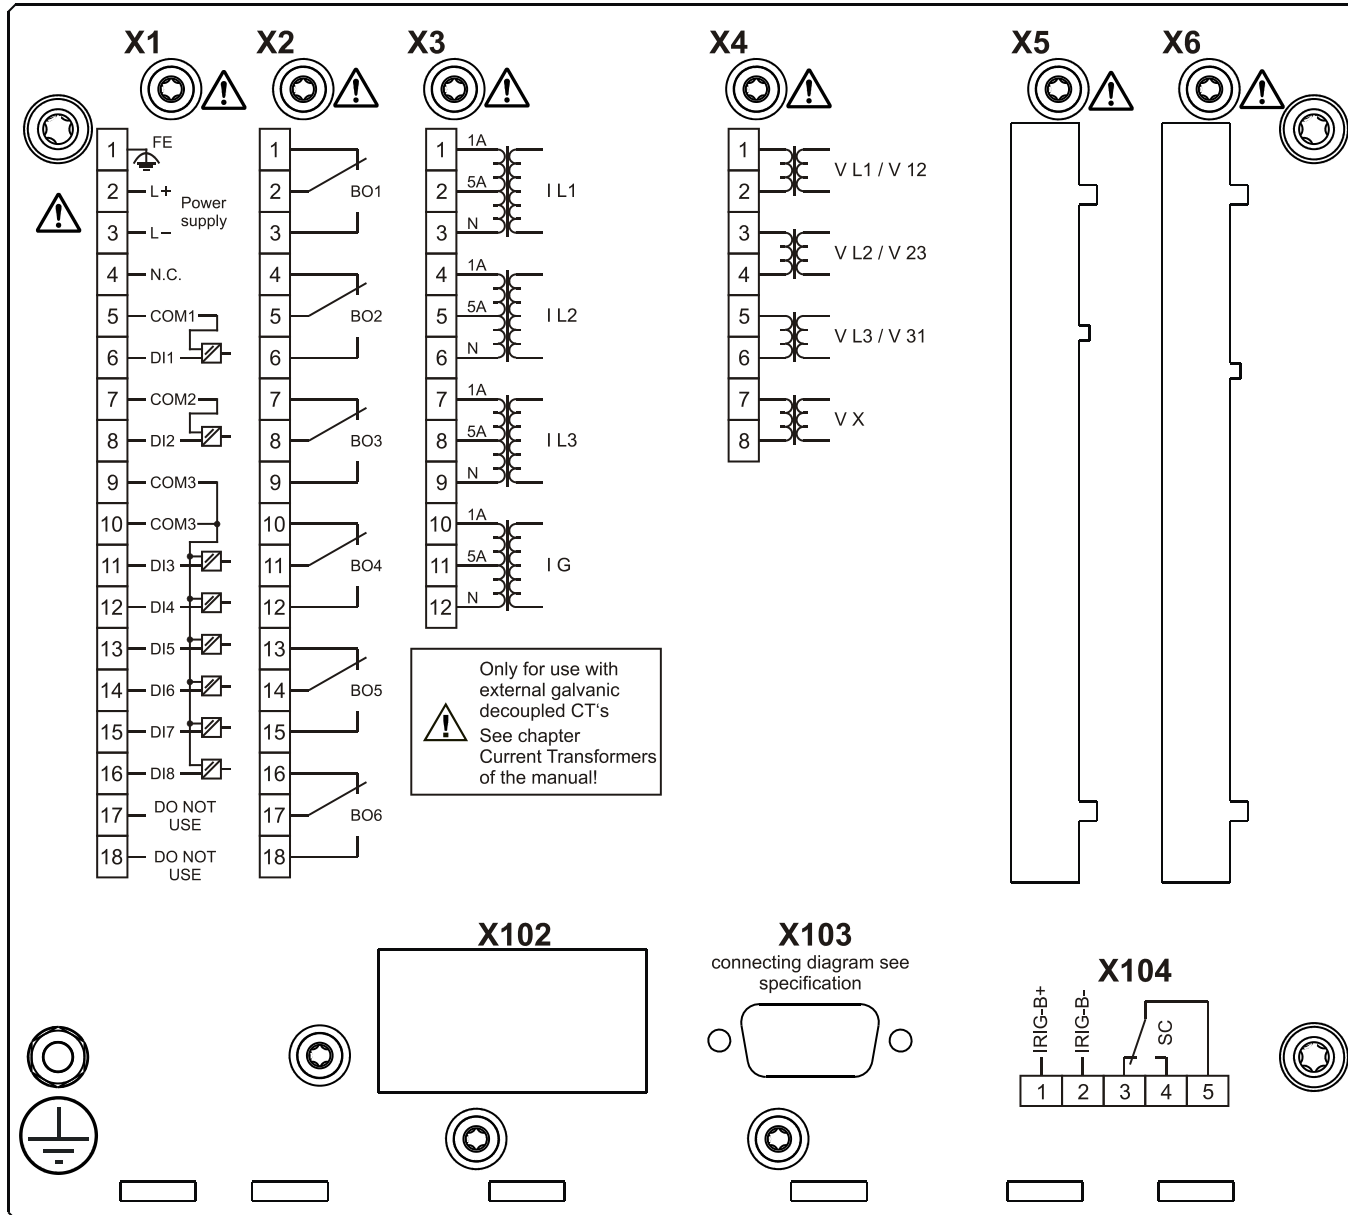 X1
X2
X3
X4
X5
X6
1 FE
2 L+
3 L−
Power
supply
4 N.C.
5 COM1
6 DI1
7 COM2
8 DI2
9 COM3
10 COM3
11 DI3
12 DI4
13 DI5
14 DI6
15 DI7
16 DI8
17 DO NOT
USE
18 DO NOT
USE
1
2 BO1
3
4
5 BO2
6
7
8 BO3
9
10
11 BO4
12
13
14 BO5
15
16
17 BO6
18
1 1A
2 5A I L1
3 N
4 1A
5 5A I L2
6 N
7 1A
8 5A I L3
9 N
10 1A
11 5A I G
12 N
Only for use with
external galvanic
decoupled CT's
See chapter
Current Transformers
of the manual!
1
V L1 / V 12
2
3
V L2 / V 23
4
5
V L3 / V 31
6
7
V X
8
X102
X103
connecting diagram see
specification
X104
IRIG-B+
IRIG-B-
SC
1 2 3 4 5